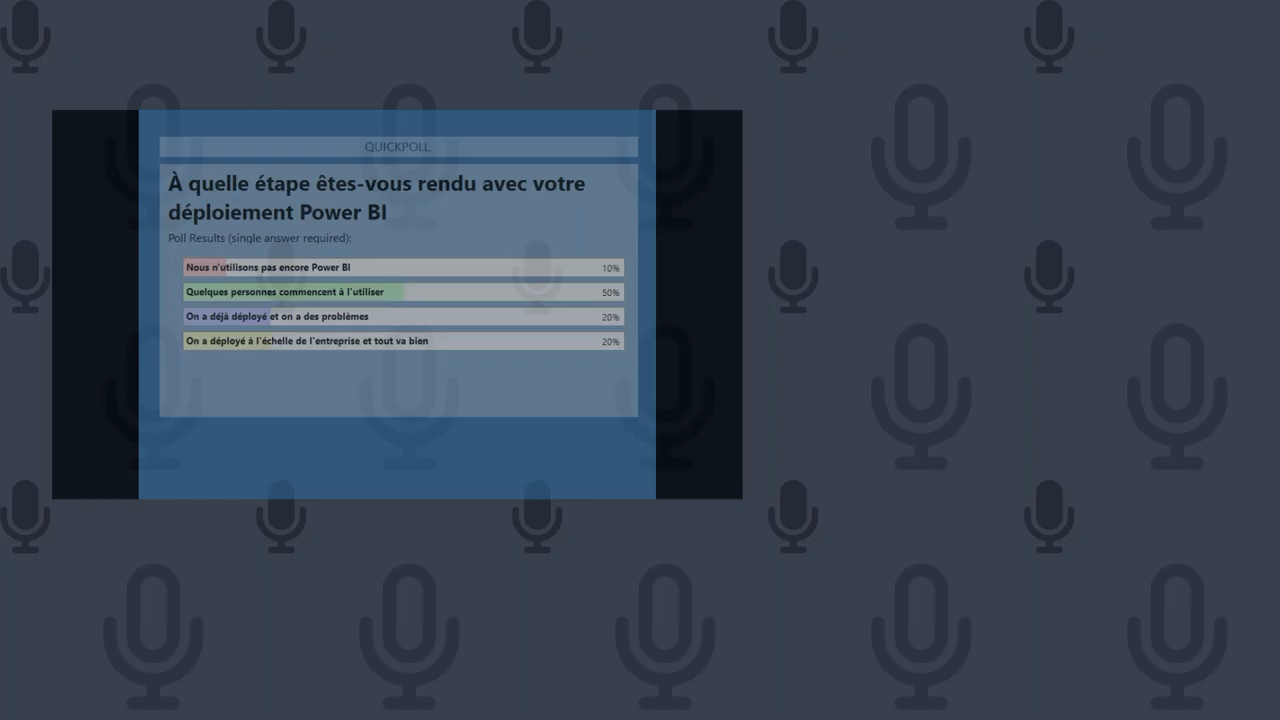 QUICKPOLL
À quelle étape êtes-vous rendu avec votre
déploiement Power BI
Poll Results (single answer required):
Nous n'utilisons pas encore Power BI 10%
Quelques personnes commencent à l'utiliser 50%
On a déjà déployé et on a des problèmes 20%
On a déployé à l'échelle de l'entreprise et tout va bien 20%